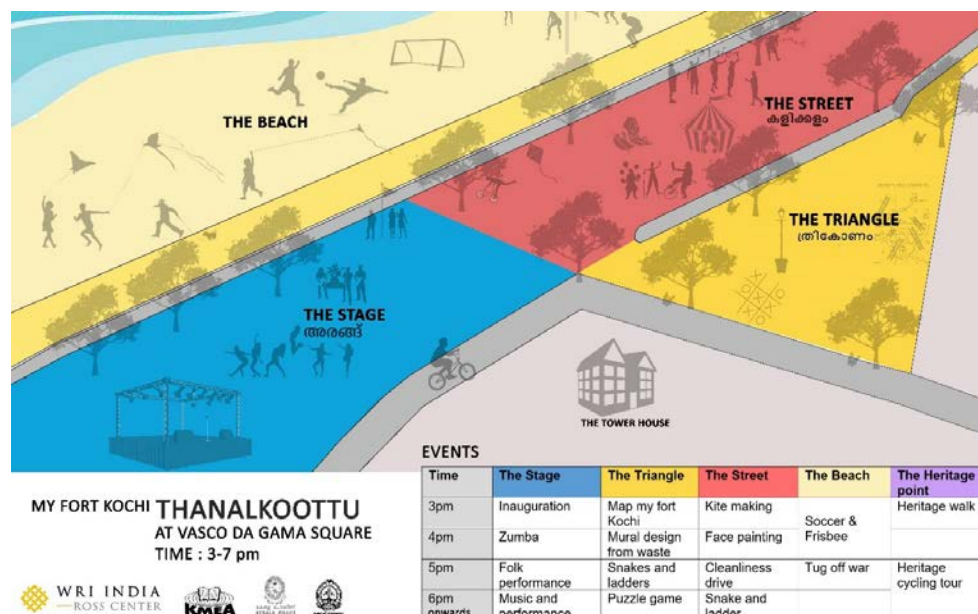 THE BEACH
THE STREET
കളിക്കളം
THE TRIANGLE
ത്രികോണം
THE STAGE
അരങ്ങ്
THE TOWER HOUSE
MY FORT KOCHI THANALKOOTTU
AT VASCO DA GAMA SQUARE
TIME : 3-7 pm
WRI INDIA
ROSS CENTER
KMEA
EVENTS
Time The Stage The Triangle The Street The Beach The Heritage point
3pm Inauguration Map my fort Kochi Kite making Soccer & Frisbee Heritage walk
4pm Zumba Mural design from waste Face painting
5pm Folk performance Snakes and ladders Cleanliness drive Tug off war Heritage cycling tour
6pm onwards Music and performance Puzzle game Snake and ladder